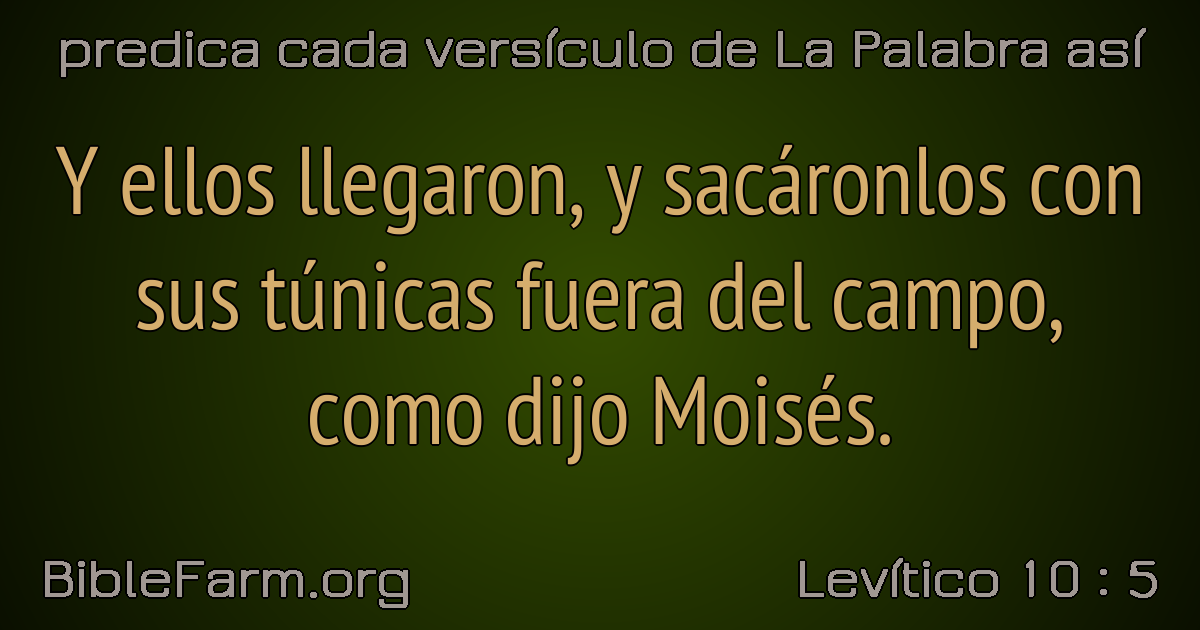 predica cada versículo de La Palabra así
Y ellos llegaron, y sacáronlos con
sus túnicas fuera del campo,
como dijo Moisés.
BibleFarm.org
Levítico 10 : 5